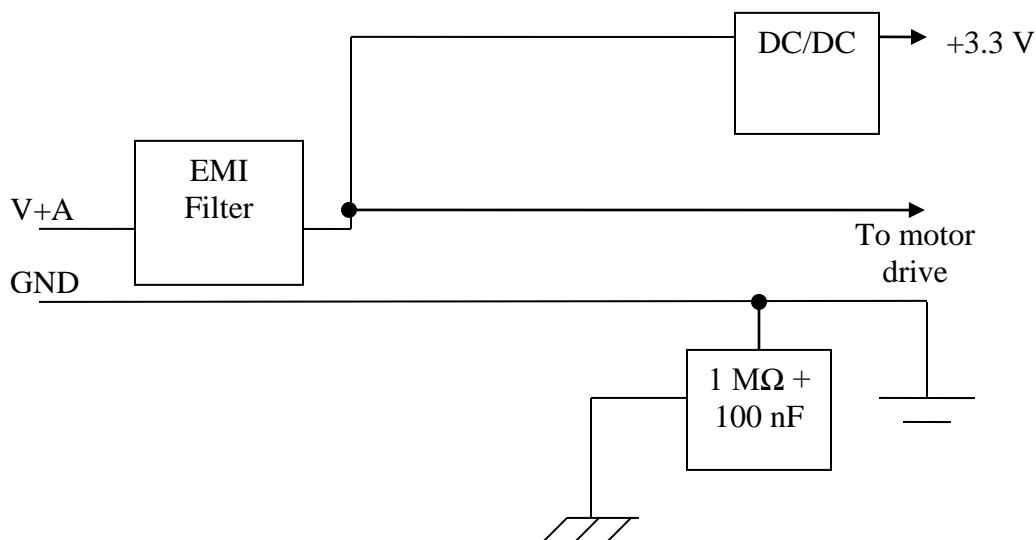 DC/DC
+3.3 V
EMI
Filter
V+A
To motor
drive
GND
1 MΩ +
100 nF